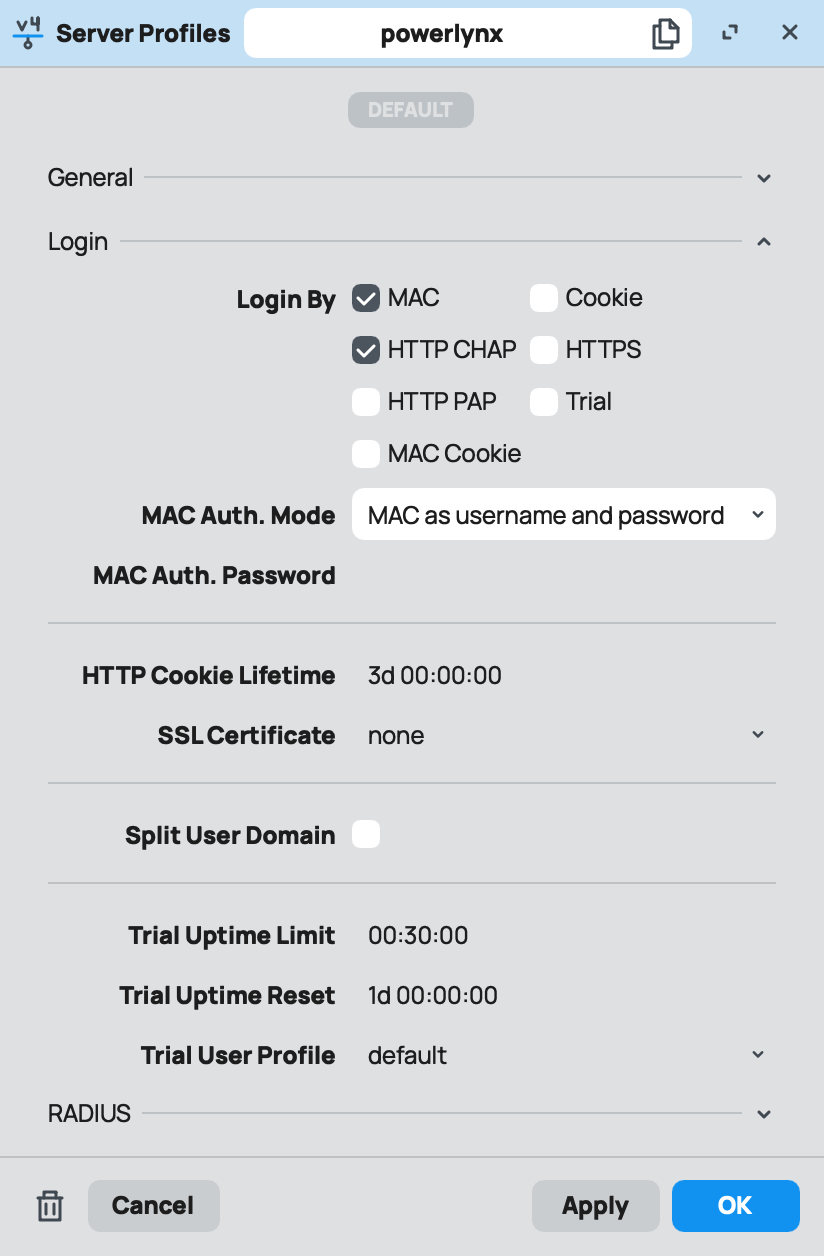 v4 Server Profiles powerlynx
DEFAULT
General
Login
Login By MAC Cookie
HTTP CHAP HTTPS
HTTP PAP Trial
MAC Cookie
MAC Auth. Mode MAC as username and password
MAC Auth. Password
HTTP Cookie Lifetime 3d 00:00:00
SSL Certificate none
Split User Domain
Trial Uptime Limit 00:30:00
Trial Uptime Reset 1d 00:00:00
Trial User Profile default
RADIUS
Cancel Apply OK